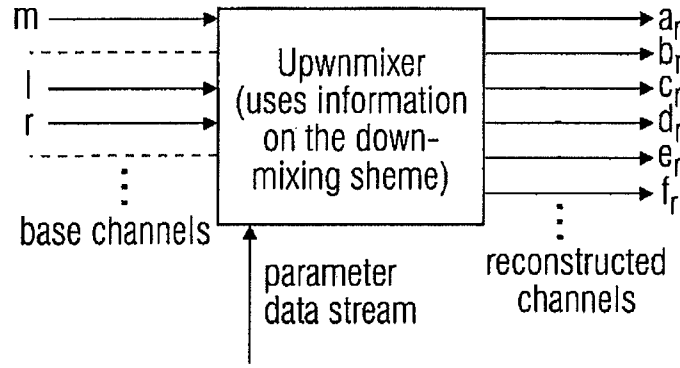 m
l
r
base channels
Upwnmixer
(uses information
on the down-
mixing sheme)
parameter
data stream
a_r
b_r
c_r
d_r
e_r
f_r
reconstructed
channels